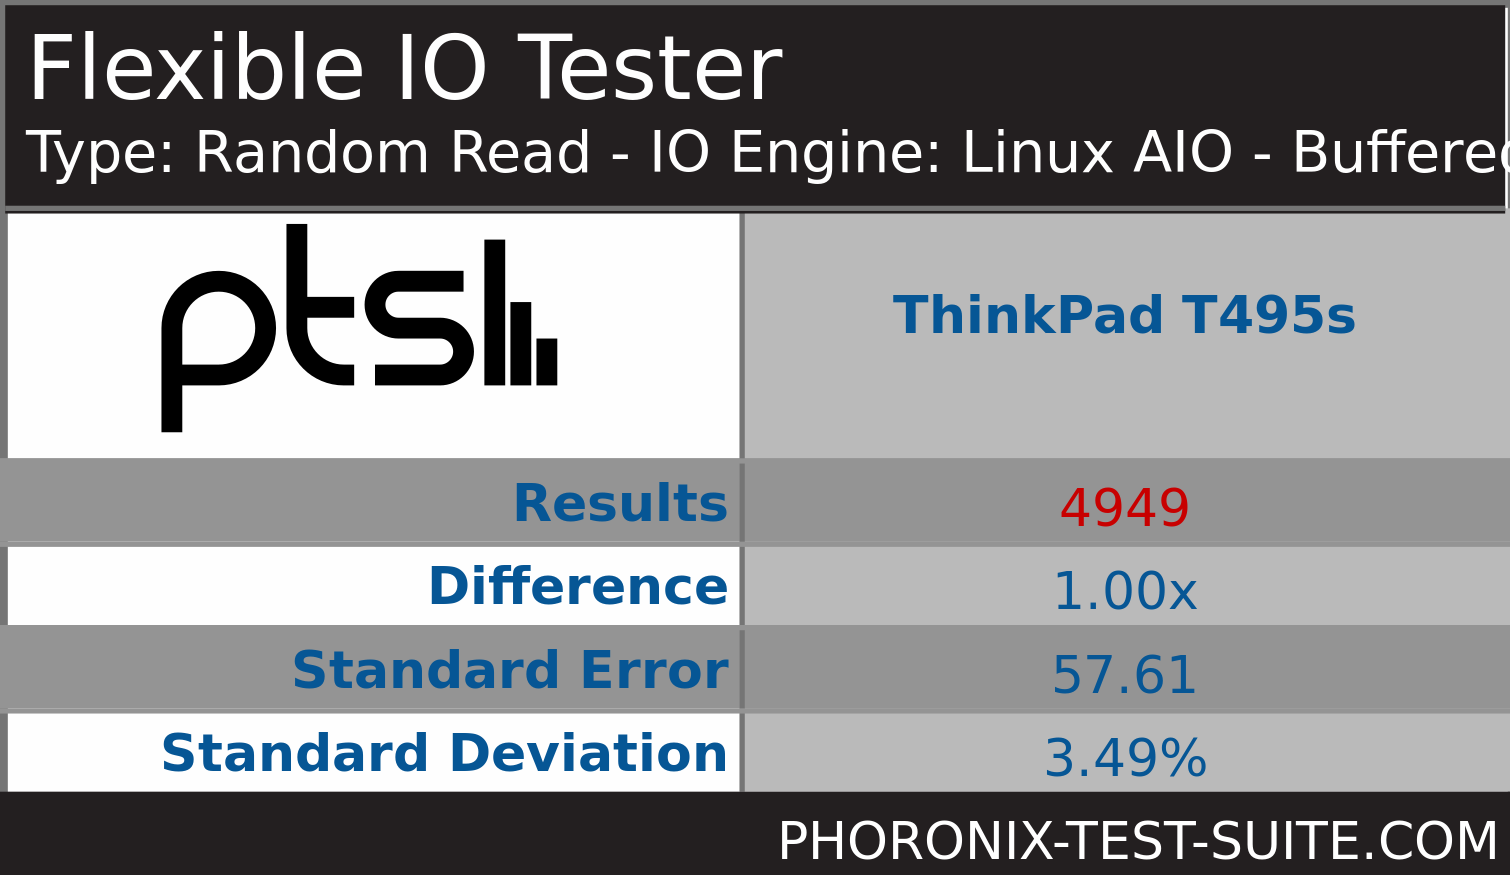 Flexible IO Tester
Type: Random Read - IO Engine: Linux AIO - Buffered
ptsl
ThinkPad T495s
Results 4949
Difference 1.00x
Standard Error 57.61
Standard Deviation 3.49%
PHORONIX-TEST-SUITE.COM